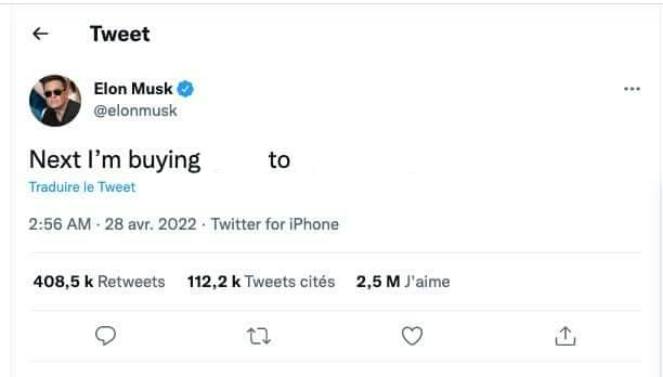 Tweet
Elon Musk
@elonmusk
Next I'm buying to
Traduire le Tweet
2:56 AM · 28 avr. 2022 · Twitter for iPhone
408,5 k Retweets 112,2 k Tweets cités 2,5 M J'aime